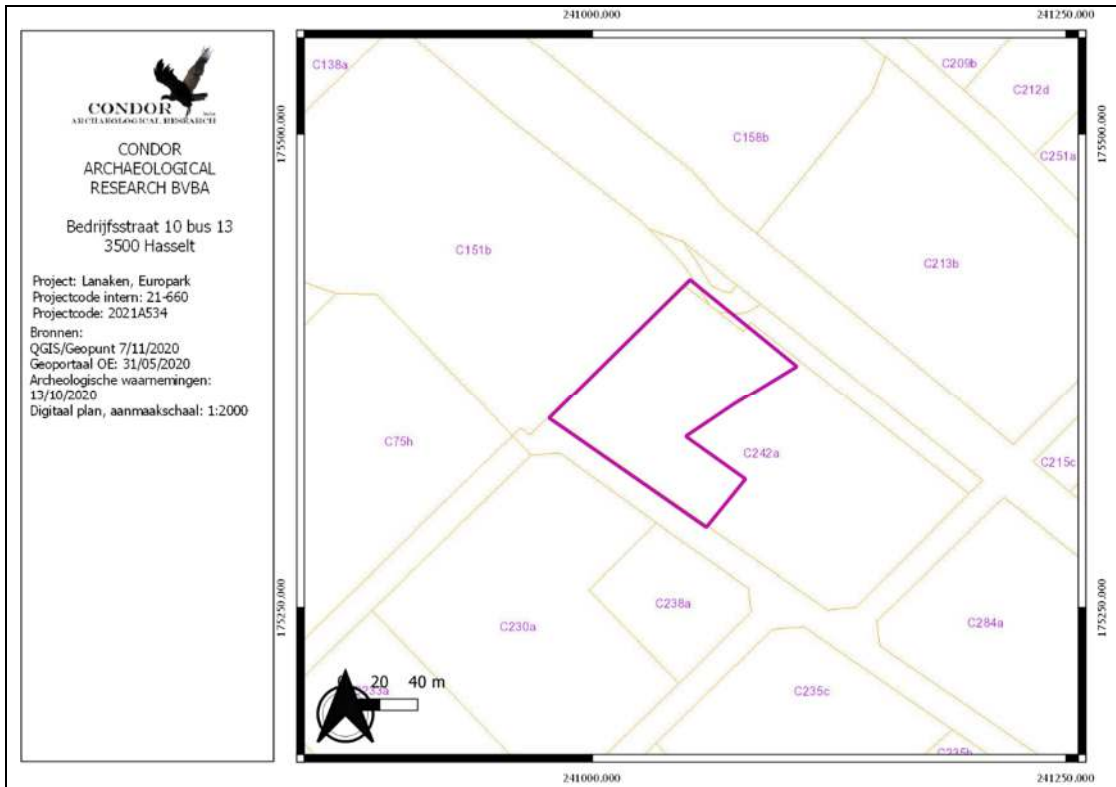 CONDOR
ARCHAEOLOGICAL RESEARCH
CONDOR
ARCHAEOLOGICAL
RESEARCH BVBA
Bedrijfsstraat 10 bus 13
3500 Hasselt
Project: Lanaken, Europark
Projectcode intern: 21-660
Projectcode: 2021A534
Bronnen:
QGIS/Geopunt 7/11/2020
Geoportaal OE: 31/05/2020
Archeologische waarnemingen:
13/10/2020
Digitaal plan, aanmaakschaal: 1:2000
241000.000
241250.000
175500.000
175500.000
C138a
C209b
C212d
C158b
C251a
C151b
C213b
C75h
C242a
C215c
175250.000
175250.000
C238a
C230a
C284a
C233a
C235c
C235b
20 40 m
241000.000
241250.000